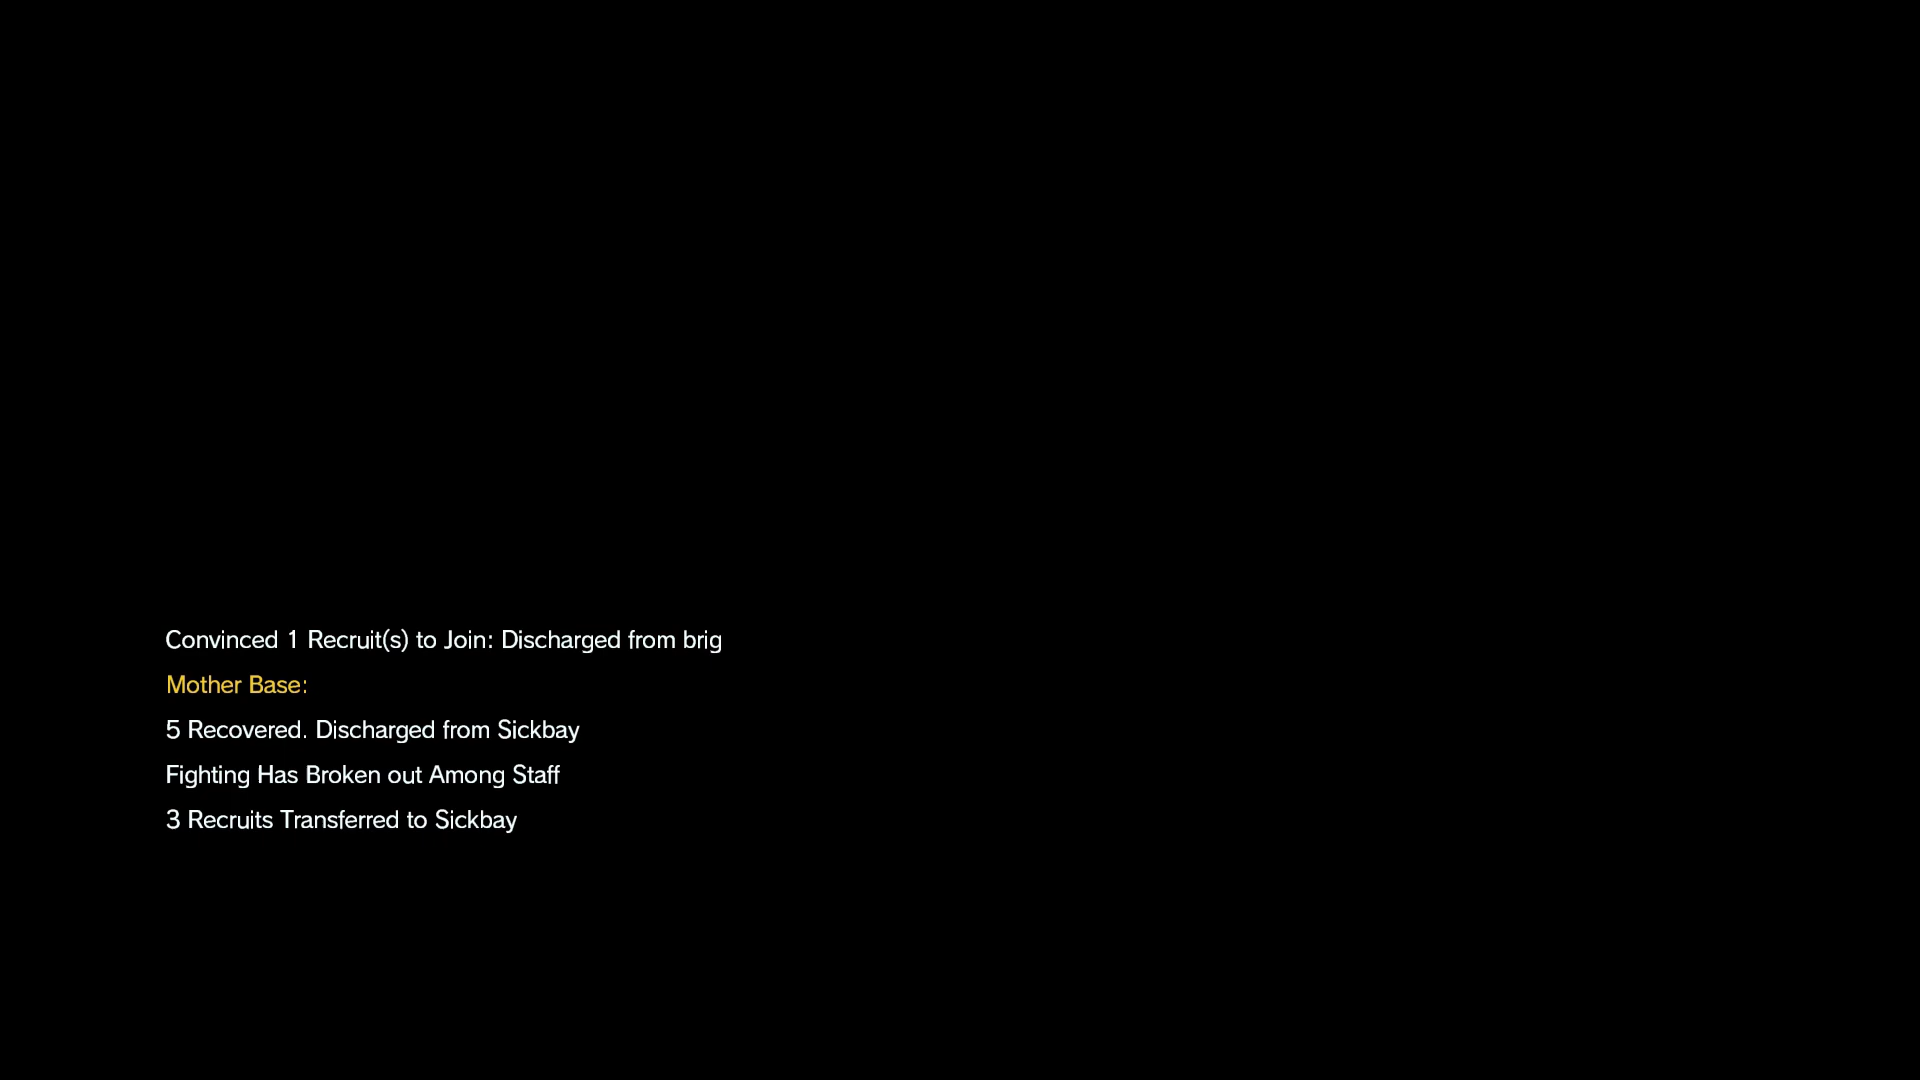 Convinced 1 Recruit(s) to Join: Discharged from brig
Mother Base:
5 Recovered. Discharged from Sickbay
Fighting Has Broken out Among Staff
3 Recruits Transferred to Sickbay